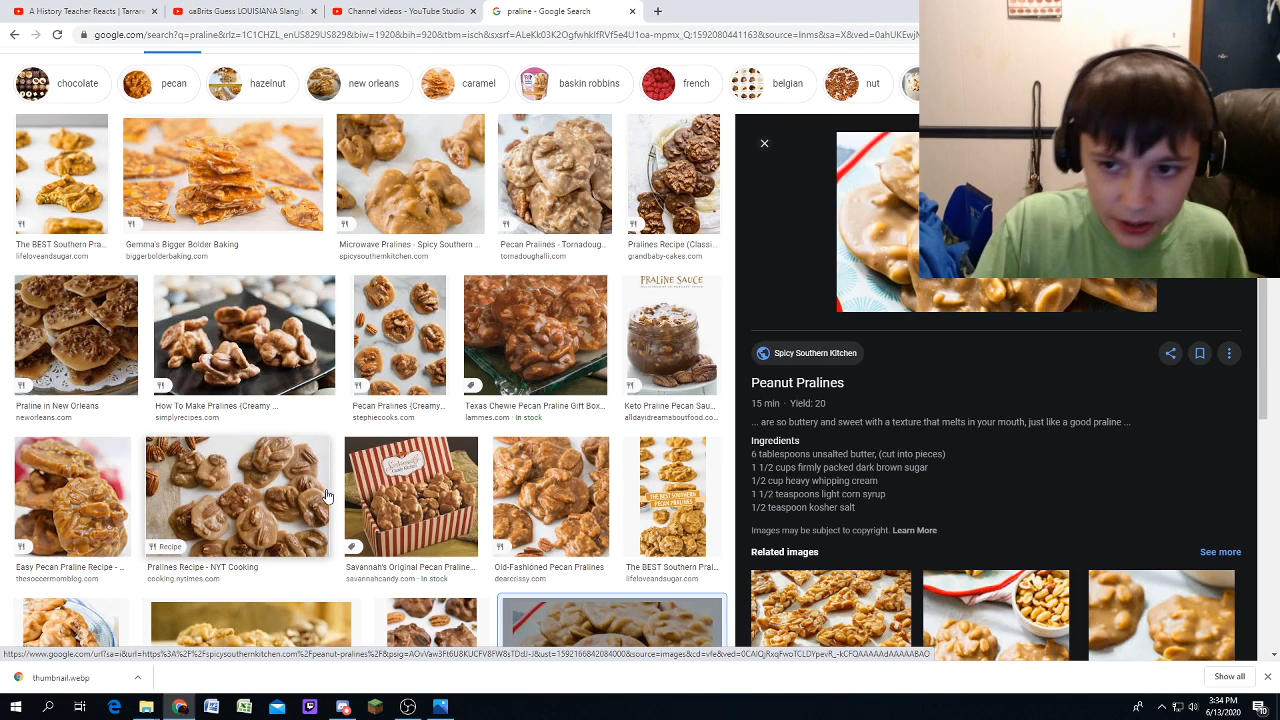 A History Teacher Reacts | Terrar
oaBrits Guess LOUISIANA Slang!
Channel videos - YouTube Studio
praline - Google Search
chocolate
pecan
hazelnut
new orleans
caramel
baskin robbins
french
belgian
nut
The BEST Southern Pra...
lifeloveandsugar.com
Gemma's Bigger Bolder Baking
biggerbolderbaking.com
Microwave Pralines - Spicy Southern ...
spicysouthernkitchen.com
Pecan Pralines - Tornadoug...
tornadoughalli.com
Pralines Recipe (Classi...
grandbaby-cakes.com
Praline in New Orleans
neworleans.com
How To Make Pralines {Creamy ...
simplyrecipes.com
Pecan Pralines {Creamy...
stephiecooks.com
Texas Chewie Pecan Praline Gift Box...
lammes.com · In stock
PRALINE SAUCE
Keto Praline Pecan Sau...
alldayidreamaboutfood.co...
Easy Pecan Praline Recipe - ...
thesoccermomblog.com
Recipe
Pralines Recipe - NYT Cooking
cooking.nytimes.com
Savannah's Original Pecan Praline...
savannahcandy.com · In stock
Old-Fashioned Pecan Pralines
dearcrissy.com
THE BEST SOUTHERN
PECAN PRALINES
The BEST Southern Pra...
lifeloveandsugar.com
Spicy Southern Kitchen
Peanut Pralines
15 min · Yield: 20
... are so buttery and sweet with a texture that melts in your mouth, just like a good praline ...
Ingredients
6 tablespoons unsalted butter, (cut into pieces)
1 1/2 cups firmly packed dark brown sugar
1/2 cup heavy whipping cream
1 1/2 teaspoons light corn syrup
1/2 teaspoon kosher salt
Images may be subject to copyright. Learn More
Related images
See more
thumbnail.webp
Show all
3:34 PM
6/13/2020